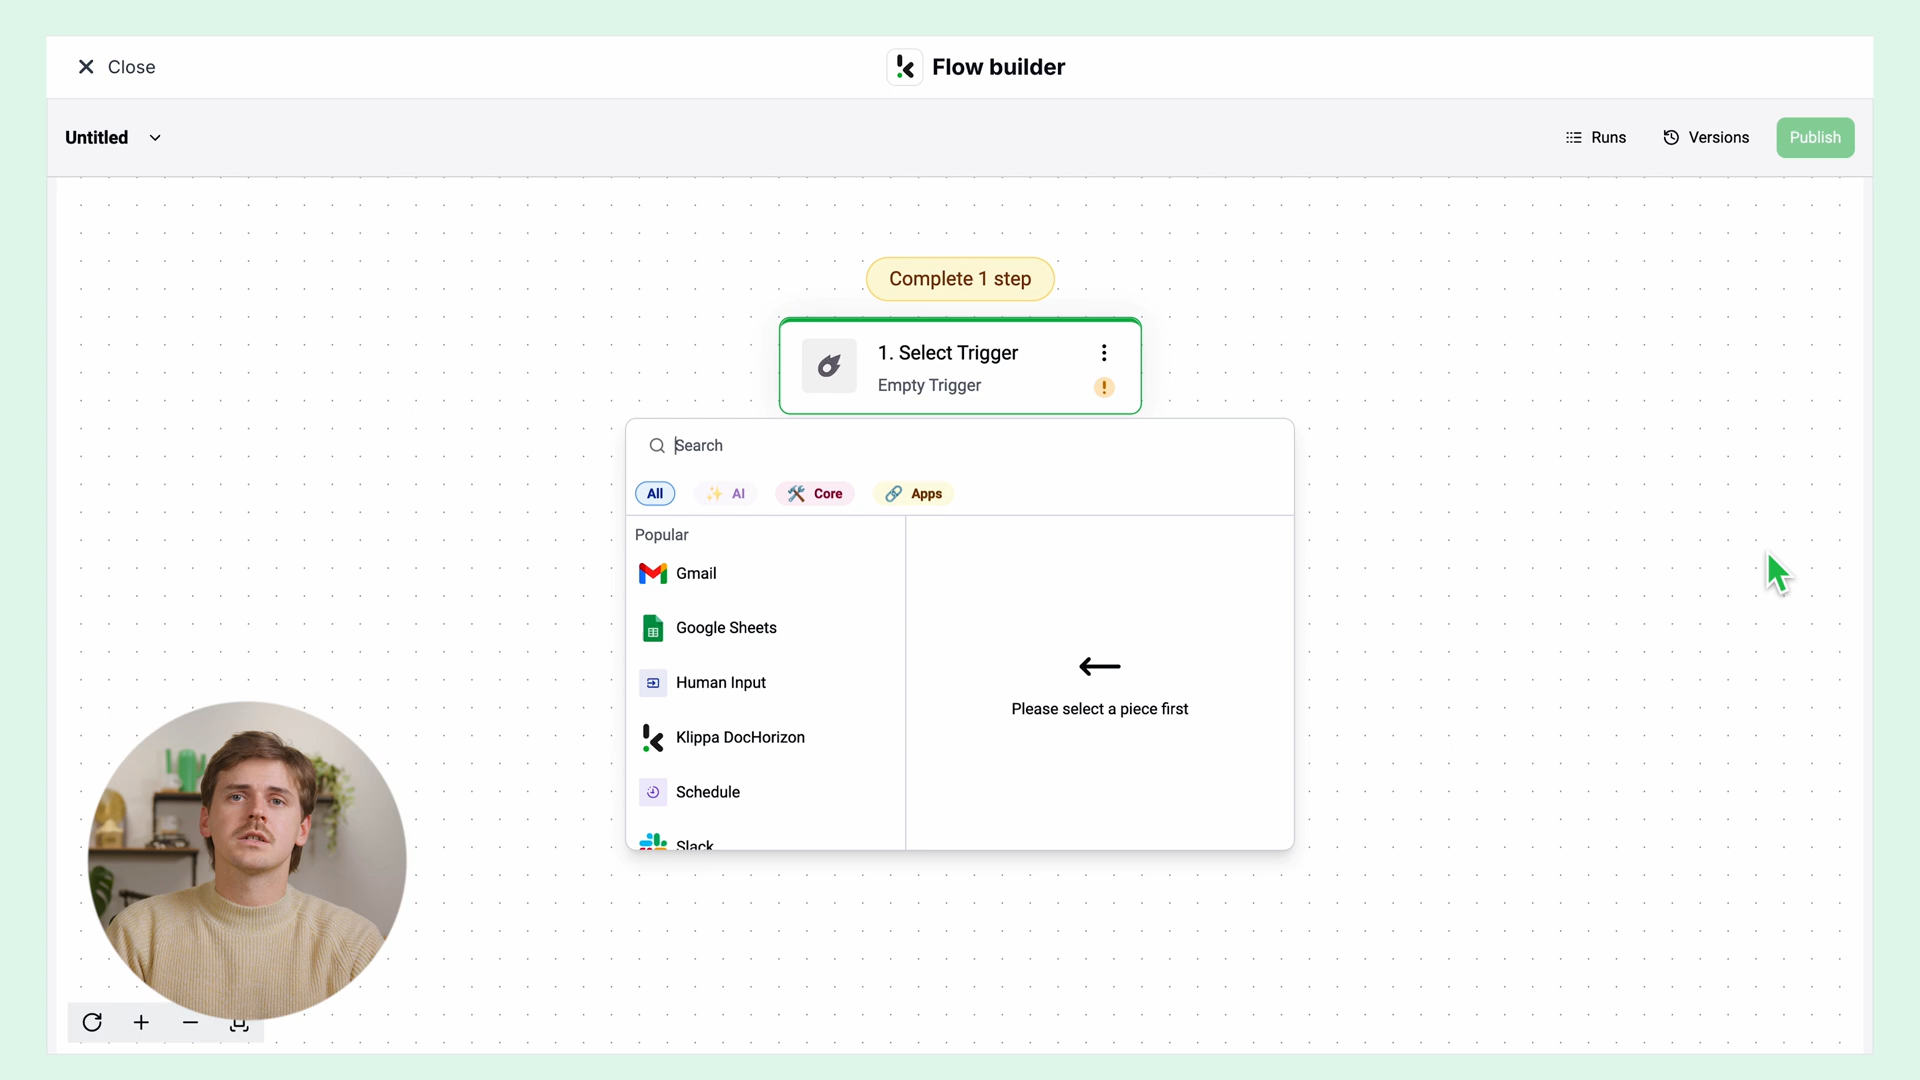 Close
Flow builder
Untitled
Runs
Versions
Publish
Complete 1 step
1. Select Trigger
Empty Trigger
Search
All
AI
Core
Apps
Popular
Gmail
Google Sheets
Human Input
Klippa DocHorizon
Schedule
Slack
Please select a piece first